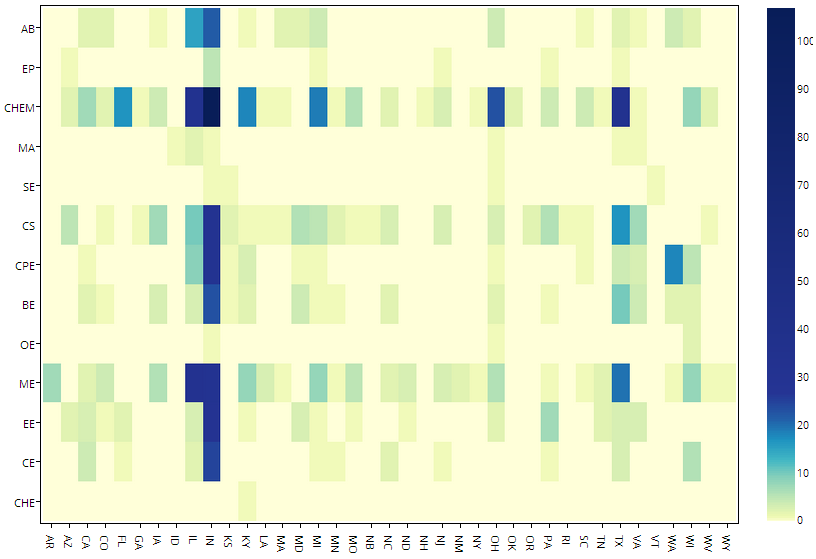 AB
EP
CHEM
MA
SE
CS
CPE
BE
OE
ME
EE
CE
CHE
AR AZ CA CO FL GA IA ID IL IN KS KY LA MA MD MI MN MO NB NC ND NH NJ NM NY OH OK OR PA RI SC TN TX VA VT WA WI WV WY
100
90
80
70
60
50
40
30
20
10
0